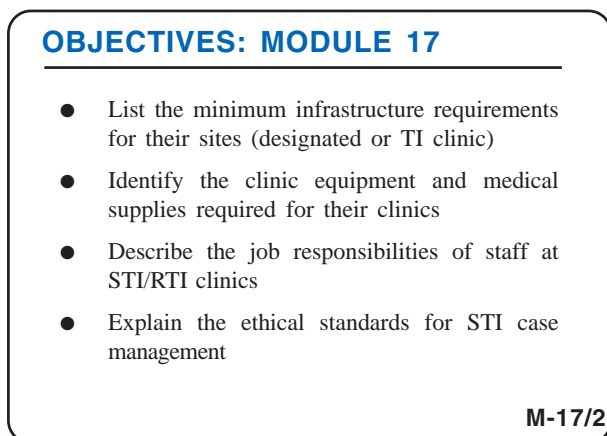 OBJECTIVES: MODULE 17
● List the minimum infrastructure requirements
for their sites (designated or TI clinic)
● Identify the clinic equipment and medical
supplies required for their clinics
● Describe the job responsibilities of staff at
STI/RTI clinics
● Explain the ethical standards for STI case
management
M-17/2